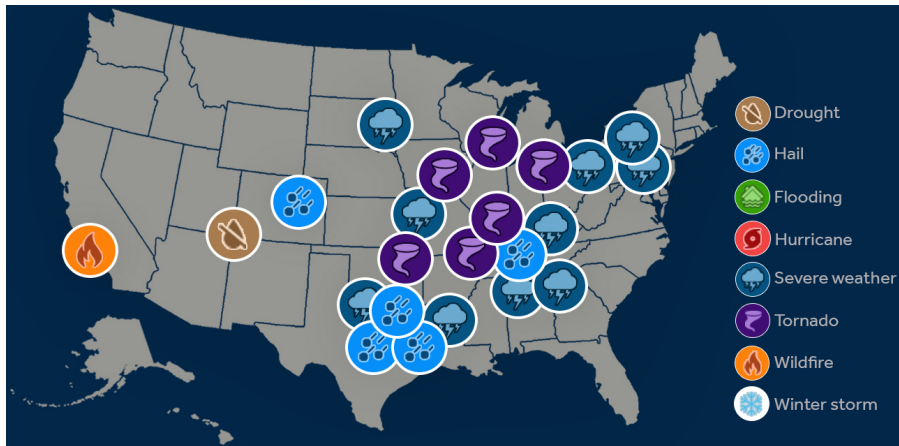 Drought
Hail
Flooding
Hurricane
Severe weather
Tornado
Wildfire
Winter storm